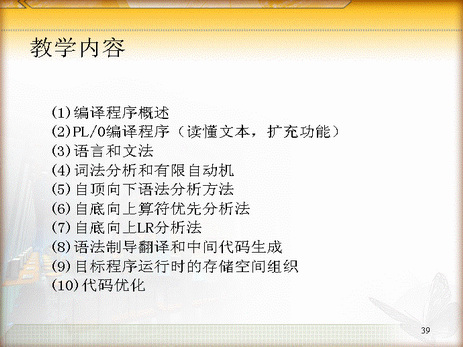 教学内容
(1)编译程序概述
(2)PL/0编译程序（读懂文本，扩充功能）
(3)语言和文法
(4)词法分析和有限自动机
(5)自顶向下语法分析方法
(6)自底向上算符优先分析法
(7)自底向上LR分析法
(8)语法制导翻译和中间代码生成
(9)目标程序运行时的存储空间组织
(10)代码优化
39